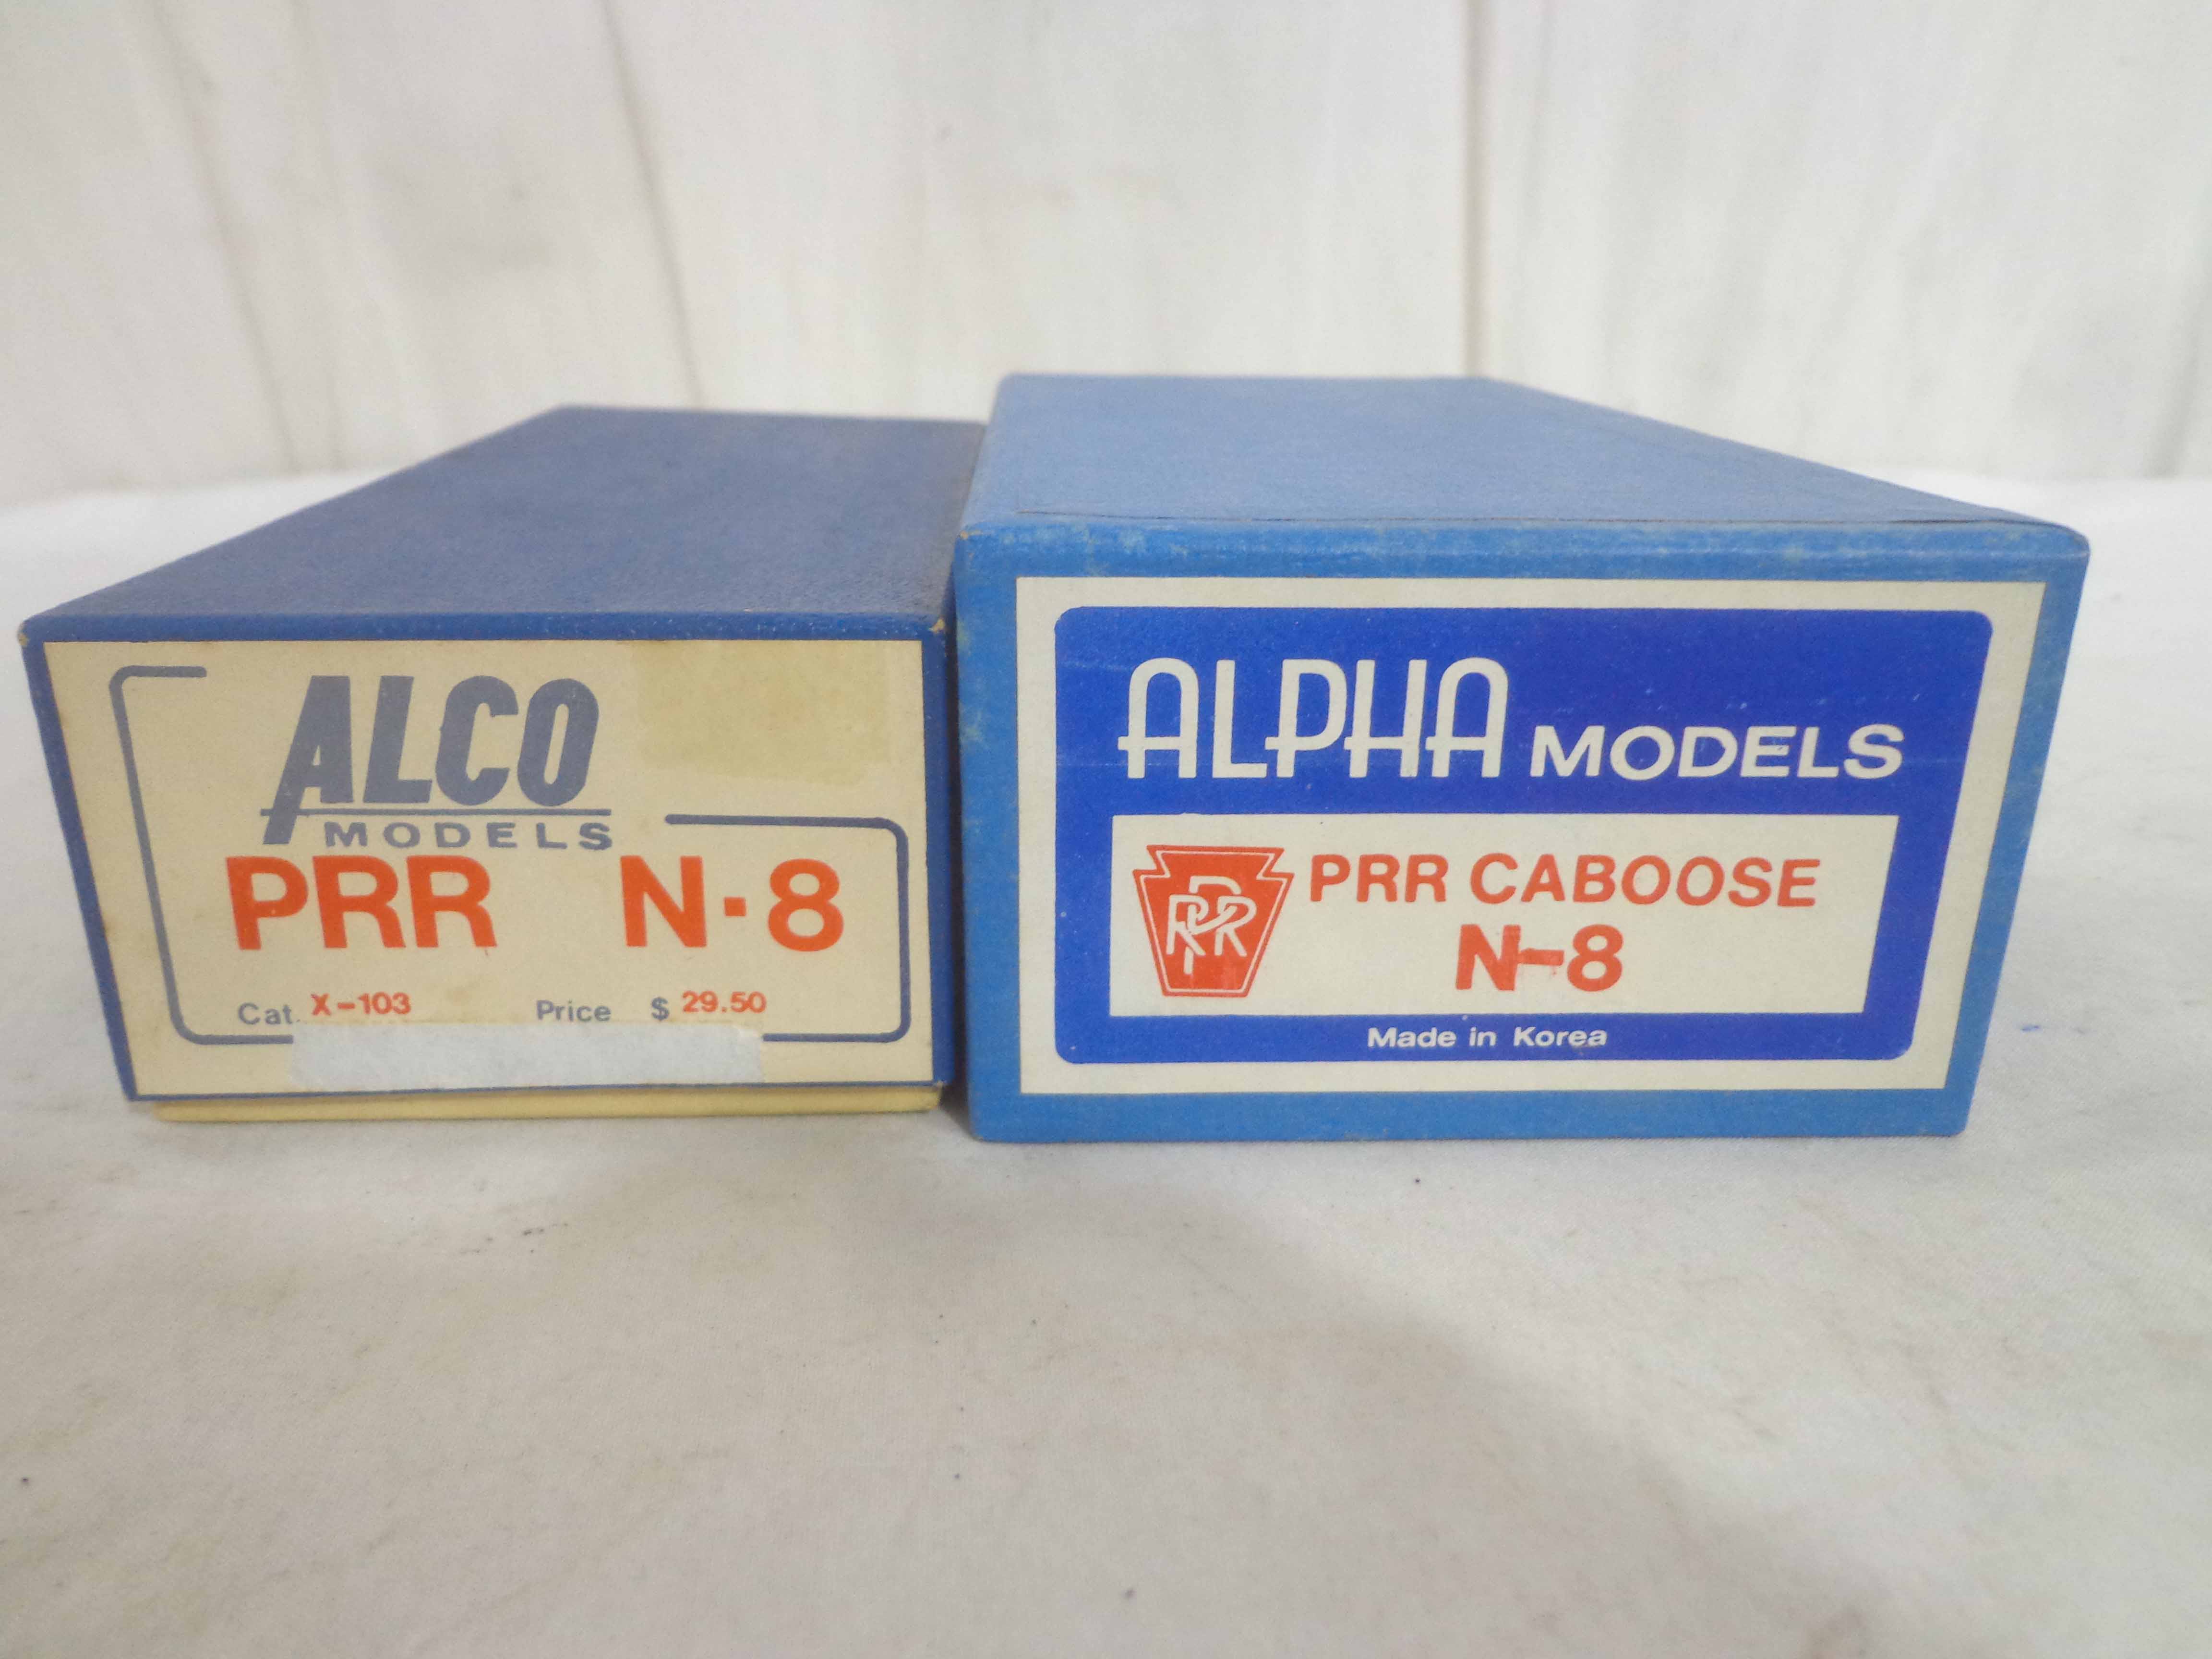 ALCO
MODELS
PRR N-8
Cat. X-103 Price $ 29.50
ALPHA MODELS
PRR
PRR CABOOSE
N-8
Made in Korea